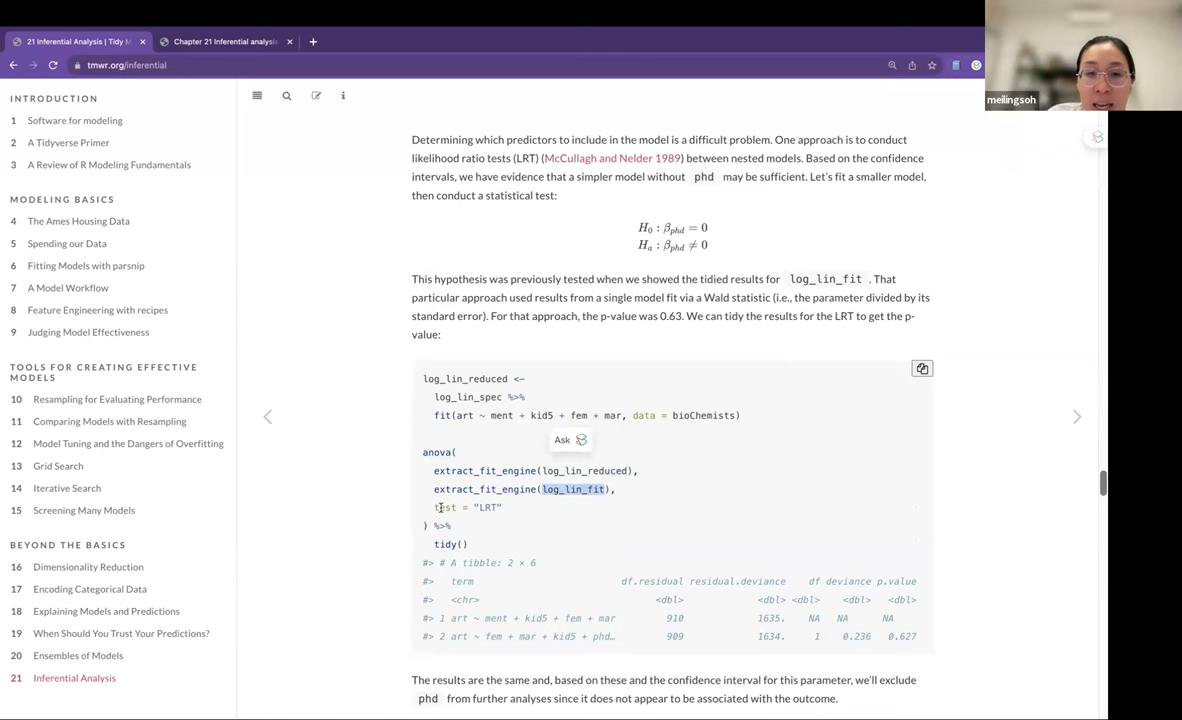 21 Inferential Analysis | Tidy M
Chapter 21 Inferential analysis
tmwr.org/inferential
meilingsoh
INTRODUCTION
1 Software for modeling
2 A Tidyverse Primer
3 A Review of R Modeling Fundamentals
MODELING BASICS
4 The Ames Housing Data
5 Spending our Data
6 Fitting Models with parsnip
7 A Model Workflow
8 Feature Engineering with recipes
9 Judging Model Effectiveness
TOOLS FOR CREATING EFFECTIVE
MODELS
10 Resampling for Evaluating Performance
11 Comparing Models with Resampling
12 Model Tuning and the Dangers of Overfitting
13 Grid Search
14 Iterative Search
15 Screening Many Models
BEYOND THE BASICS
16 Dimensionality Reduction
17 Encoding Categorical Data
18 Explaining Models and Predictions
19 When Should You Trust Your Predictions?
20 Ensembles of Models
21 Inferential Analysis
Determining which predictors to include in the model is a difficult problem. One approach is to conduct
likelihood ratio tests (LRT) (McCullagh and Nelder 1989) between nested models. Based on the confidence
intervals, we have evidence that a simpler model without phd may be sufficient. Let's fit a smaller model,
then conduct a statistical test:
H₀ : βphd = 0
Hₐ : βphd ≠ 0
This hypothesis was previously tested when we showed the tidied results for log_lin_fit . That
particular approach used results from a single model fit via a Wald statistic (i.e., the parameter divided by its
standard error). For that approach, the p-value was 0.63. We can tidy the results for the LRT to get the p-
value:
log_lin_reduced <-
log_lin_spec %>%
fit(art ~ ment + kid5 + fem + mar, data = bioChemists)
Ask
anova(
extract_fit_engine(log_lin_reduced),
extract_fit_engine(log_lin_fit),
test = "LRT"
) %>%
tidy()
#> # A tibble: 2 × 6
#> term df.residual residual.deviance df deviance p.value
#> <chr> <dbl> <dbl> <dbl> <dbl> <dbl>
#> 1 art ~ ment + kid5 + fem + mar 910 1635. NA NA NA
#> 2 art ~ fem + mar + kid5 + phd… 909 1634. 1 0.236 0.627
The results are the same and, based on these and the confidence interval for this parameter, we'll exclude
phd from further analyses since it does not appear to be associated with the outcome.